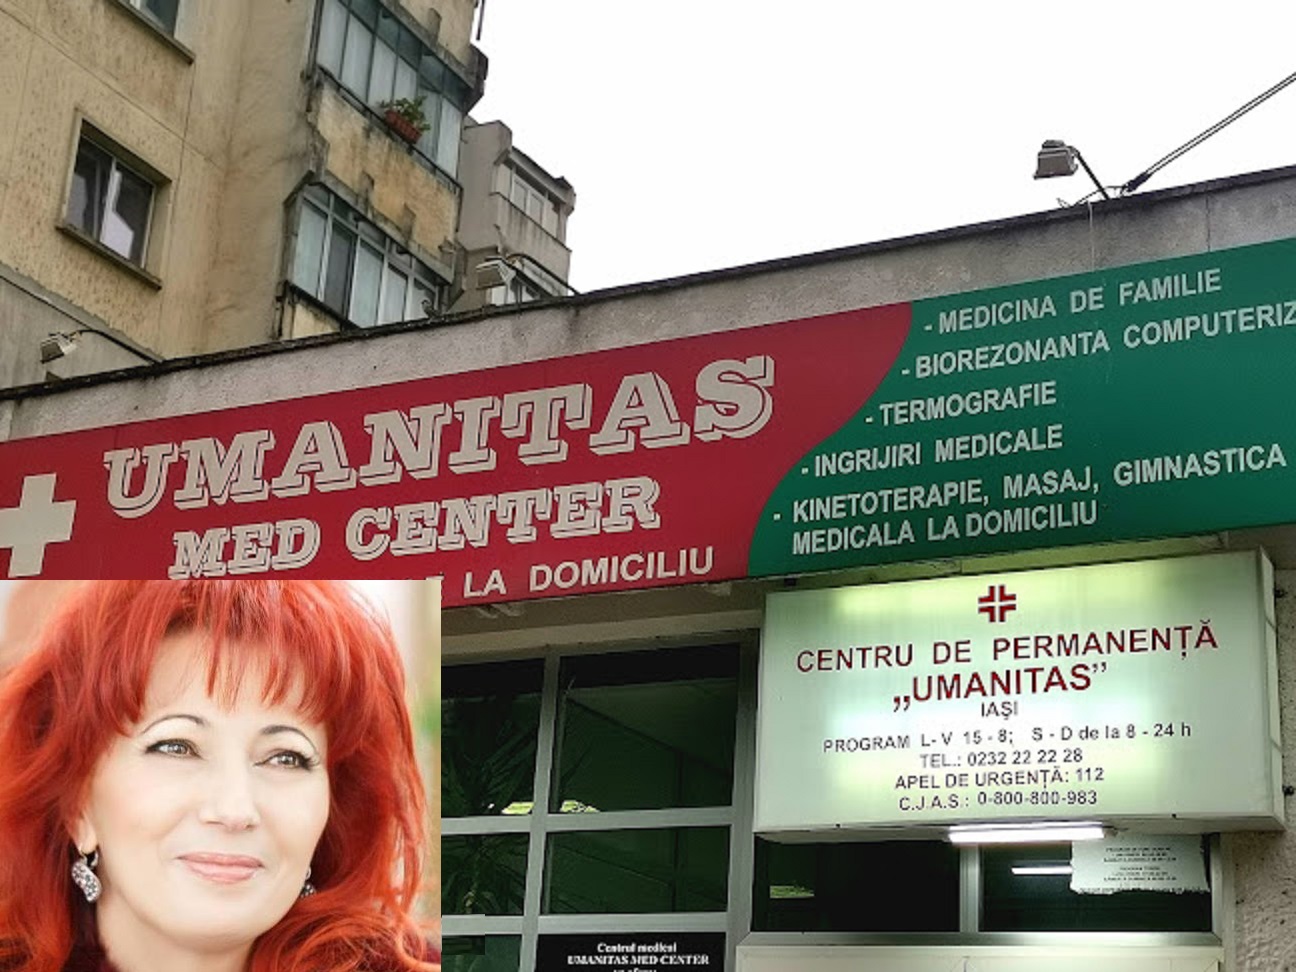 UMANITAS
MED CENTER
LA DOMICILIU
- MEDICINA DE FAMILIE
- BIOREZONANTA COMPUTERIZ
- TERMOGRAFIE
- INGRIJIRI MEDICALE
- KINETOTERAPIE, MASAJ, GIMNASTICA
MEDICALA LA DOMICILIU
CENTRU DE PERMANENȚĂ
„UMANITAS”
IAȘI
PROGRAM L-V 15-8; S-D de la 8-24 h
TEL.: 0232 22 22 28
APEL DE URGENȚĂ: 112
C.J.A.S.: 0-800-800-983
Centrul medical
UMANITAS MED CENTER